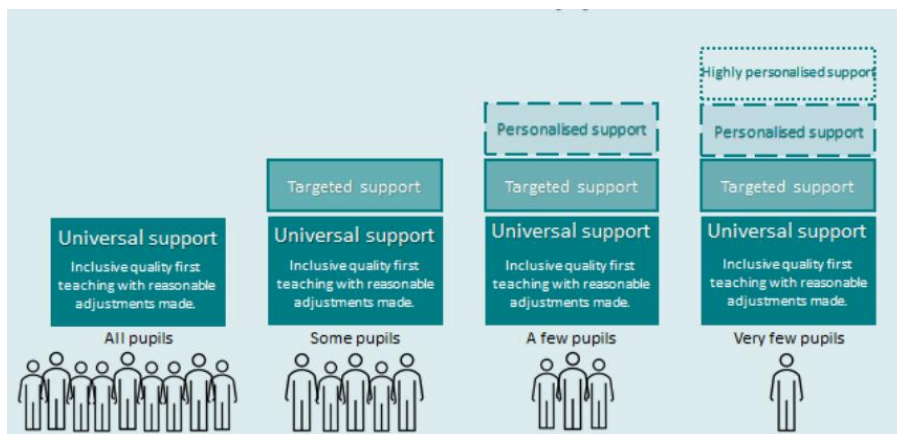 Highly personalised support
Personalised support
Personalised support
Targeted support
Targeted support
Targeted support
Universal support
Inclusive quality first
teaching with reasonable
adjustments made.
Universal support
Inclusive quality first
teaching with reasonable
adjustments made.
Universal support
Inclusive quality first
teaching with reasonable
adjustments made.
Universal support
Inclusive quality first
teaching with reasonable
adjustments made.
All pupils
Some pupils
A few pupils
Very few pupils